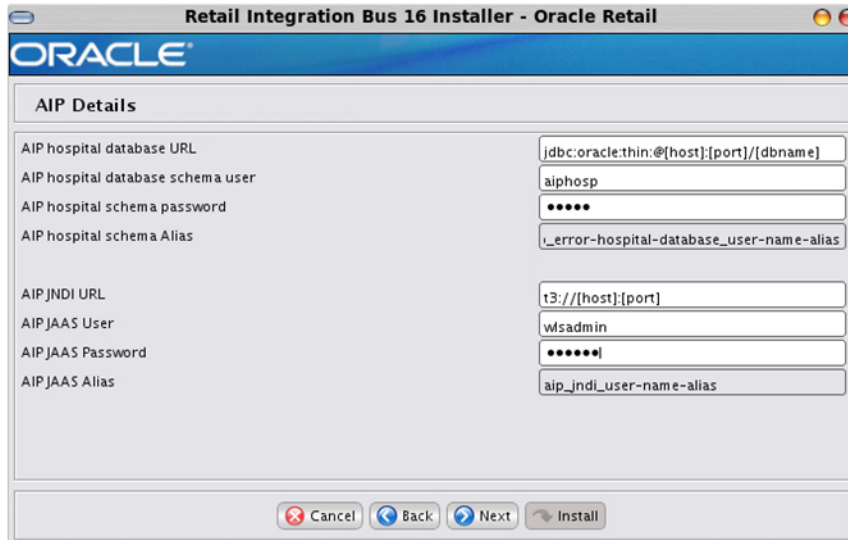 Retail Integration Bus 16 Installer - Oracle Retail
ORACLE
AIP Details
AIP hospital database URL
jdbc:oracle:thin:@[host]:[port]/[dbname]
AIP hospital database schema user
aiphosp
AIP hospital schema password
•••••
AIP hospital schema Alias
_error-hospital-database_user-name-alias
AIP JNDI URL
t3://[host]:[port]
AIP JAAS User
wlsadmin
AIP JAAS Password
••••••
AIP JAAS Alias
aip_jndi_user-name-alias
Cancel
Back
Next
Install